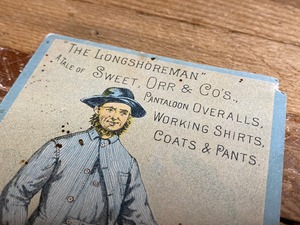 THE LONGSHOREMAN"
A TALE OF SWEET, ORR & CO'S.,
PANTALOON OVERALLS,
WORKING SHIRTS,
COATS & PANTS.